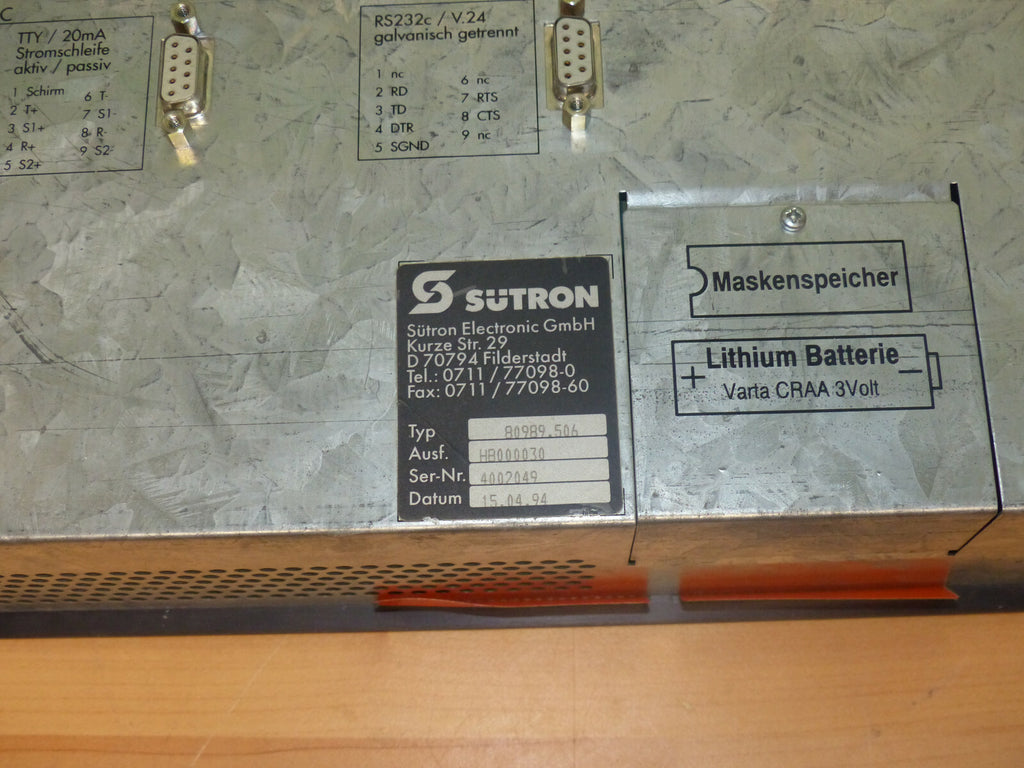 C
TTY / 20mA
Stromschleife
aktiv / passiv
1 Schirm 6 T-
2 T+ 7 S1-
3 S1+ 8 R-
4 R+ 9 S2-
5 S2+
RS232c / V.24
galvanisch getrennt
1 nc 6 nc
2 RD 7 RTS
3 TD 8 CTS
4 DTR 9 nc
5 SGND
SÜTRON
Sütron Electronic GmbH
Kurze Str. 29
D 70794 Filderstadt
Tel.: 0711 / 77098-0
Fax: 0711 / 77098-60
Typ 80989.506
Ausf. HB000030
Ser-Nr. 4002049
Datum 15.04.94
Maskenspeicher
Lithium Batterie
+ −
Varta CRAA 3Volt